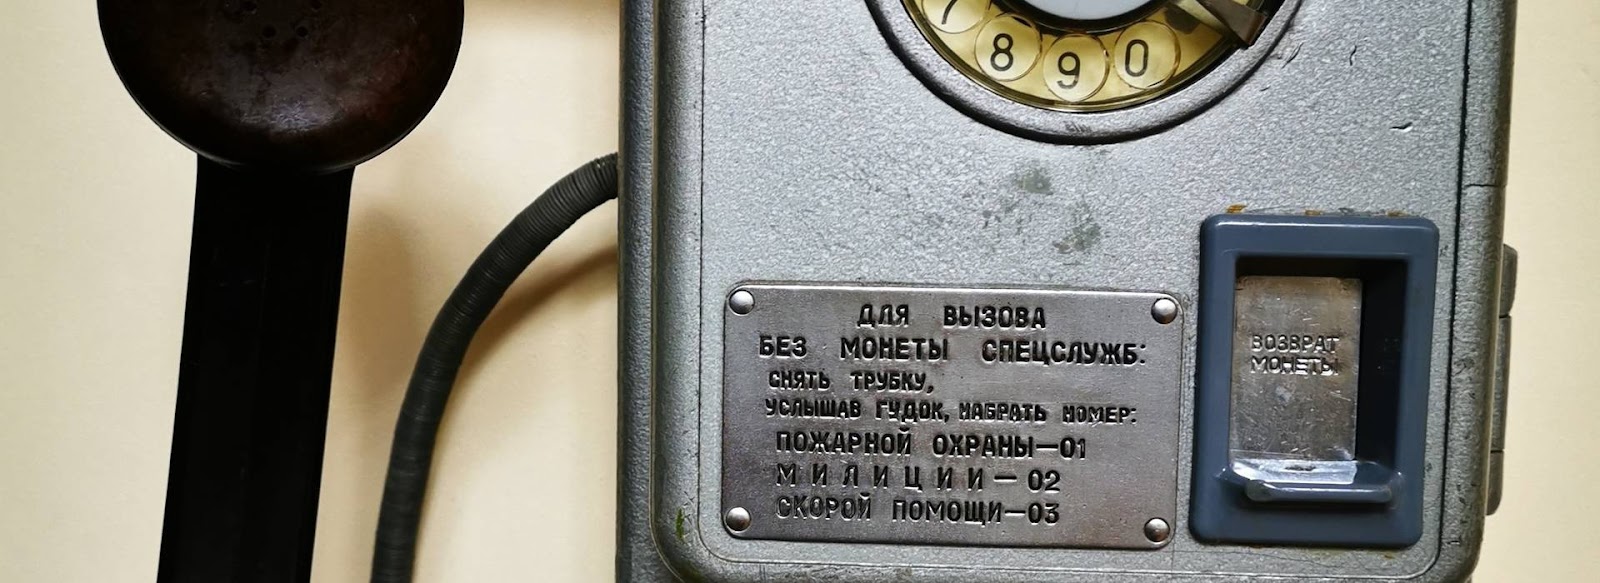 7 8 9 0
ДЛЯ ВЫЗОВА
БЕЗ МОНЕТЫ СПЕЦСЛУЖБ:
СНЯТЬ ТРУБКУ,
УСЛЫШАВ ГУДОК, НАБРАТЬ НОМЕР:
ПОЖАРНОЙ ОХРАНЫ—01
МИЛИЦИИ—02
СКОРОЙ ПОМОЩИ—03
ВОЗВРАТ
МОНЕТЫ